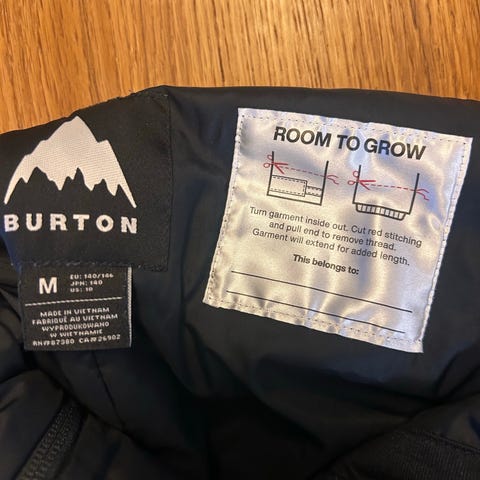 BURTON
M
EU: 140/146
JPN: 140
US: 10
MADE IN VIETNAM
FABRIQUÉ AU VIETNAM
WYPRODUKOWANO
W WIETNAMIE
RN#87380 CA#26902
ROOM TO GROW
Turn garment inside out. Cut red stitching
and pull end to remove thread.
Garment will extend for added length.
This belongs to: